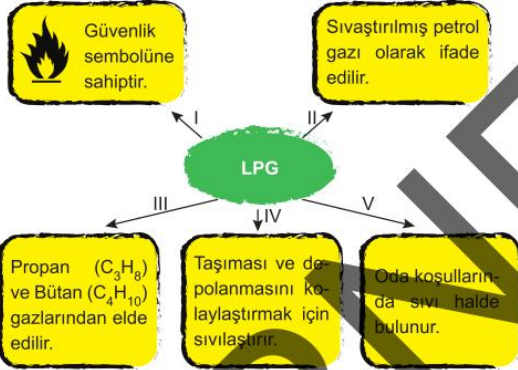 Güvenlik
sembolüne
sahiptir.
Sıvaştırılmış petrol
gazı olarak ifade
edilir.
I
II
LPG
III
IV
V
Propan (C₃H₈)
ve Bütan (C₄H₁₀)
gazlarından elde
edilir.
Taşıması ve de-
polanmasını ko-
laylaştırmak için
sıvılaştırır.
Oda koşulların-
da sıvı halde
bulunur.